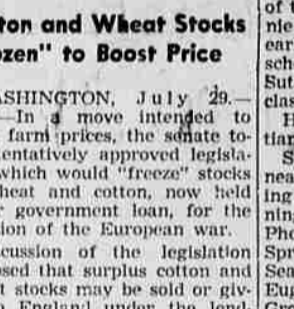 ton and Wheat Stocks
ozen" to Boost Price
ASHINGTON, July 29.—
—In a move intended to
farm prices, the senate to-
entatively approved legisla-
which would "freeze" stocks
heat and cotton, now held
r government loan, for the
ion of the European war.
cussion of the legislation
osed that surplus cotton and
t stocks may be sold or giv-
England under the lend-
of t
nie
ear
sch
Sut
clas
H
tian
S
nea
ing
ning
Pho
Spr
Sea
Eug